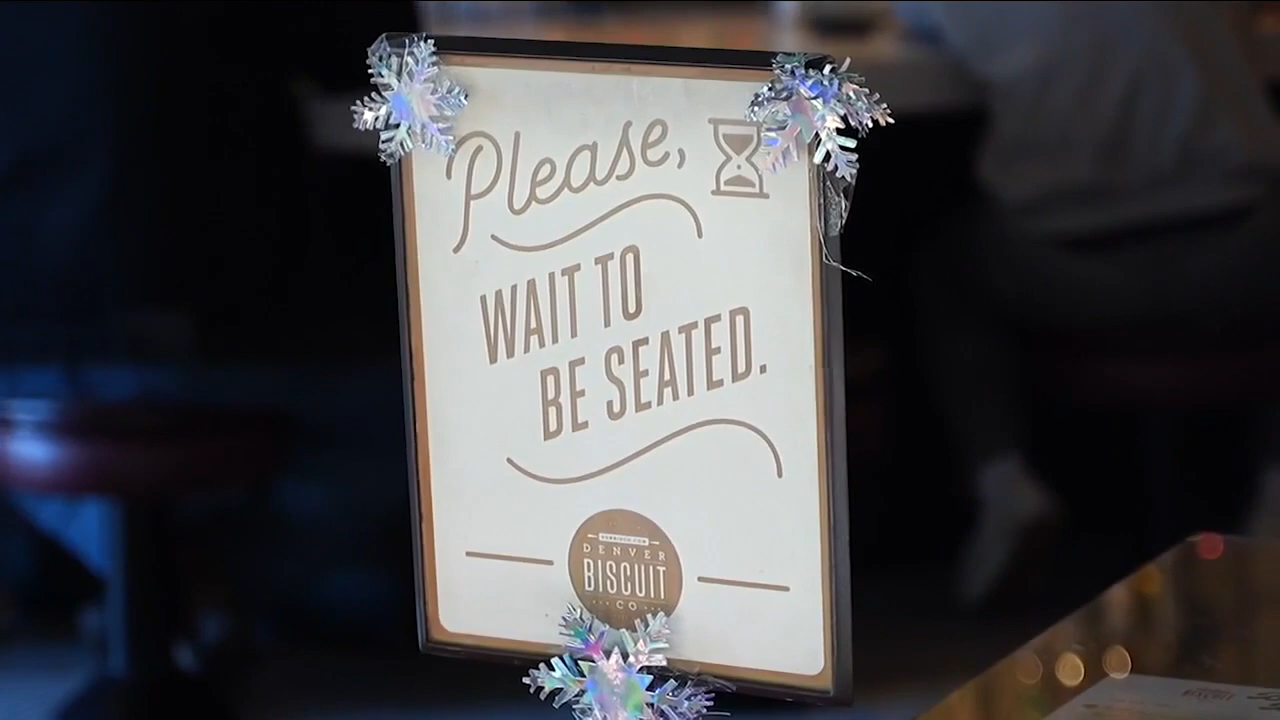 Please,
WAIT TO
BE SEATED.
DENVER
BISCUIT
CO